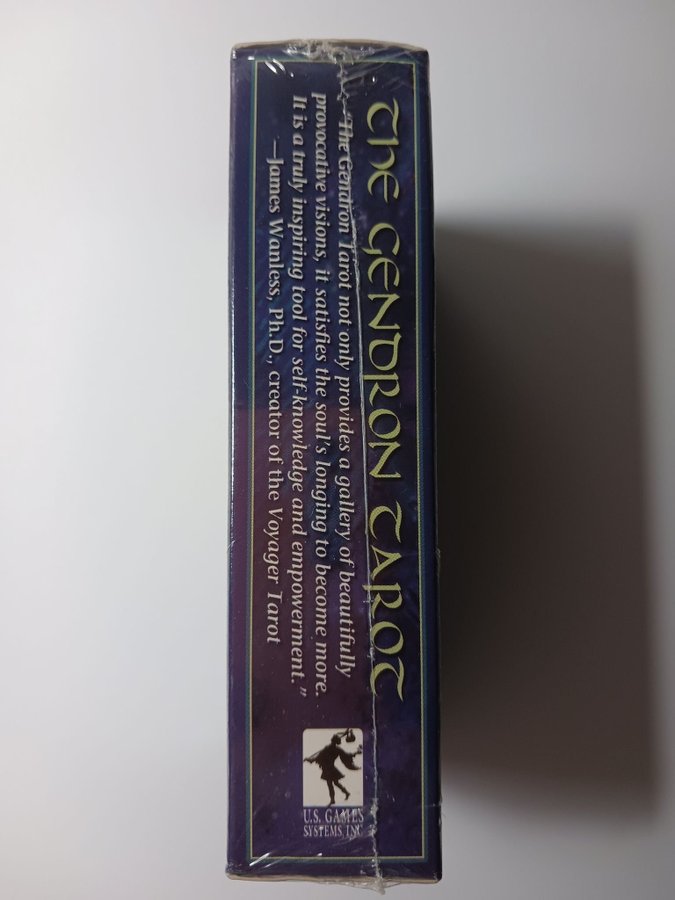 THE GENDRON TAROT
"The Gendron Tarot not only provides a gallery of beautifully
provocative visions, it satisfies the soul's longing to become more.
It is a truly inspiring tool for self-knowledge and empowerment."
—James Wanless, Ph.D., creator of the Voyager Tarot
U.S. GAMES
SYSTEMS, INC